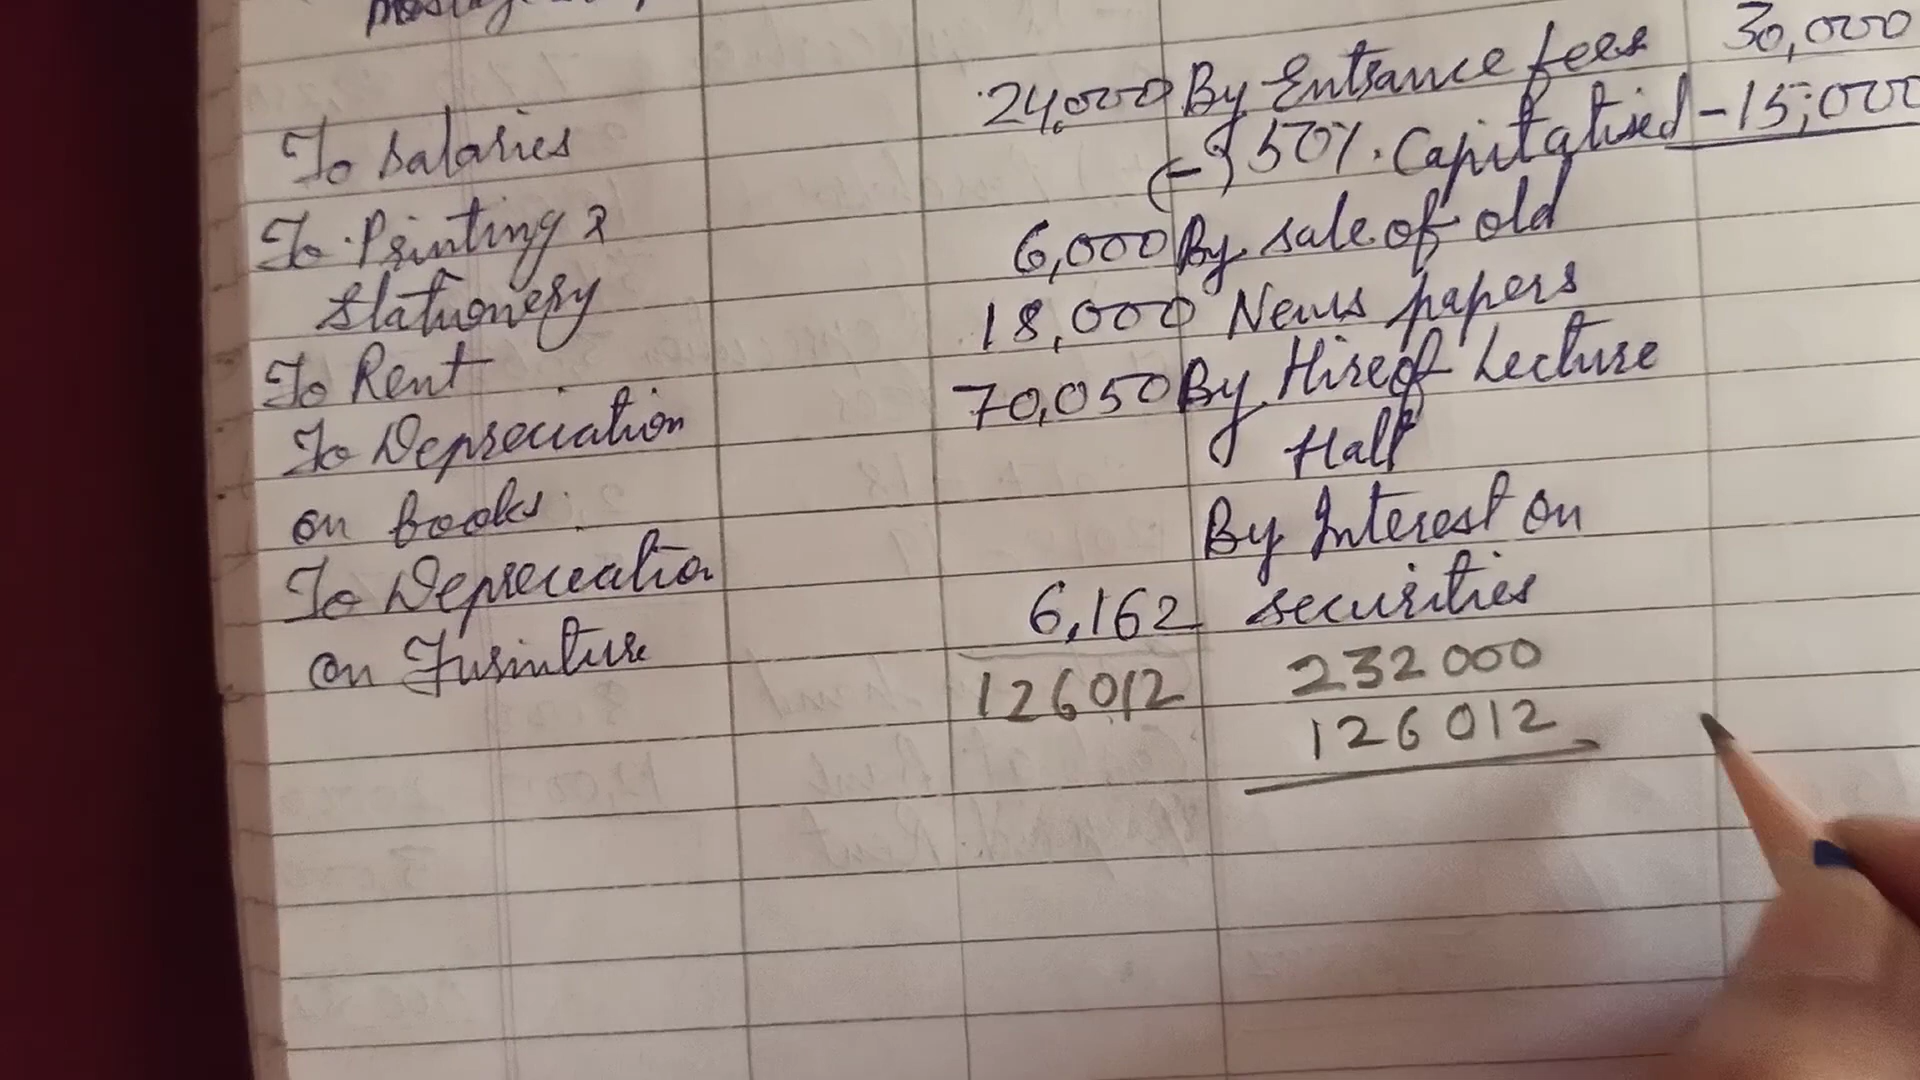 To Salaries 24,000 By Entrance fees 30,000
(-) 50% Capitalised -15,000
To Printing &
Stationery 6,000 By sale of old
To Rent 18,000 News papers
To Depreciation 70,050 By Hire of Lecture
on books Hall
To Depreciation By Interest on
on Furinture 6,162 securities
126012 232000
126012